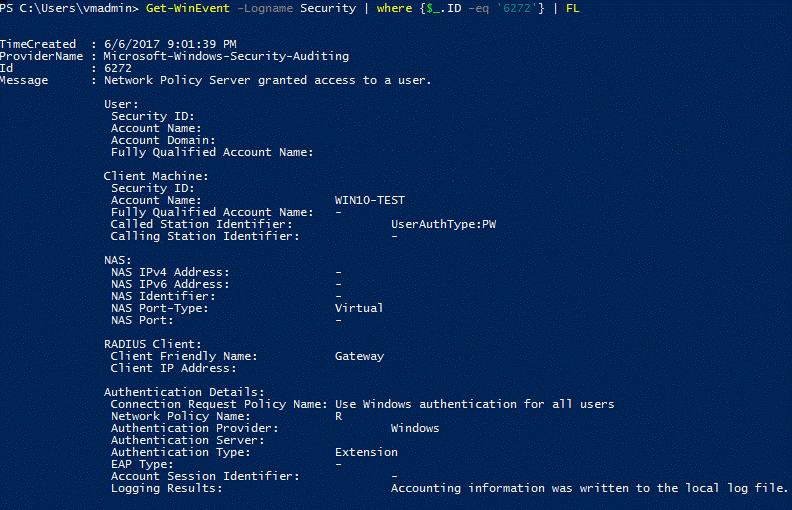 PS C:\Users\vmadmin> Get-WinEvent -Logname Security | where {$_.ID -eq '6272'} | FL
TimeCreated : 6/6/2017 9:01:39 PM
ProviderName : Microsoft-Windows-Security-Auditing
Id : 6272
Message : Network Policy Server granted access to a user.
User:
Security ID:
Account Name:
Account Domain:
Fully Qualified Account Name:
Client Machine:
Security ID:
Account Name: WIN10-TEST
Fully Qualified Account Name: -
Called Station Identifier: UserAuthType:PW
Calling Station Identifier: -
NAS:
NAS IPv4 Address: -
NAS IPv6 Address: -
NAS Identifier: -
NAS Port-Type: Virtual
NAS Port: -
RADIUS Client:
Client Friendly Name: Gateway
Client IP Address:
Authentication Details:
Connection Request Policy Name: Use Windows authentication for all users
Network Policy Name: R
Authentication Provider: Windows
Authentication Server:
Authentication Type: Extension
EAP Type: -
Account Session Identifier: -
Logging Results: Accounting information was written to the local log file.